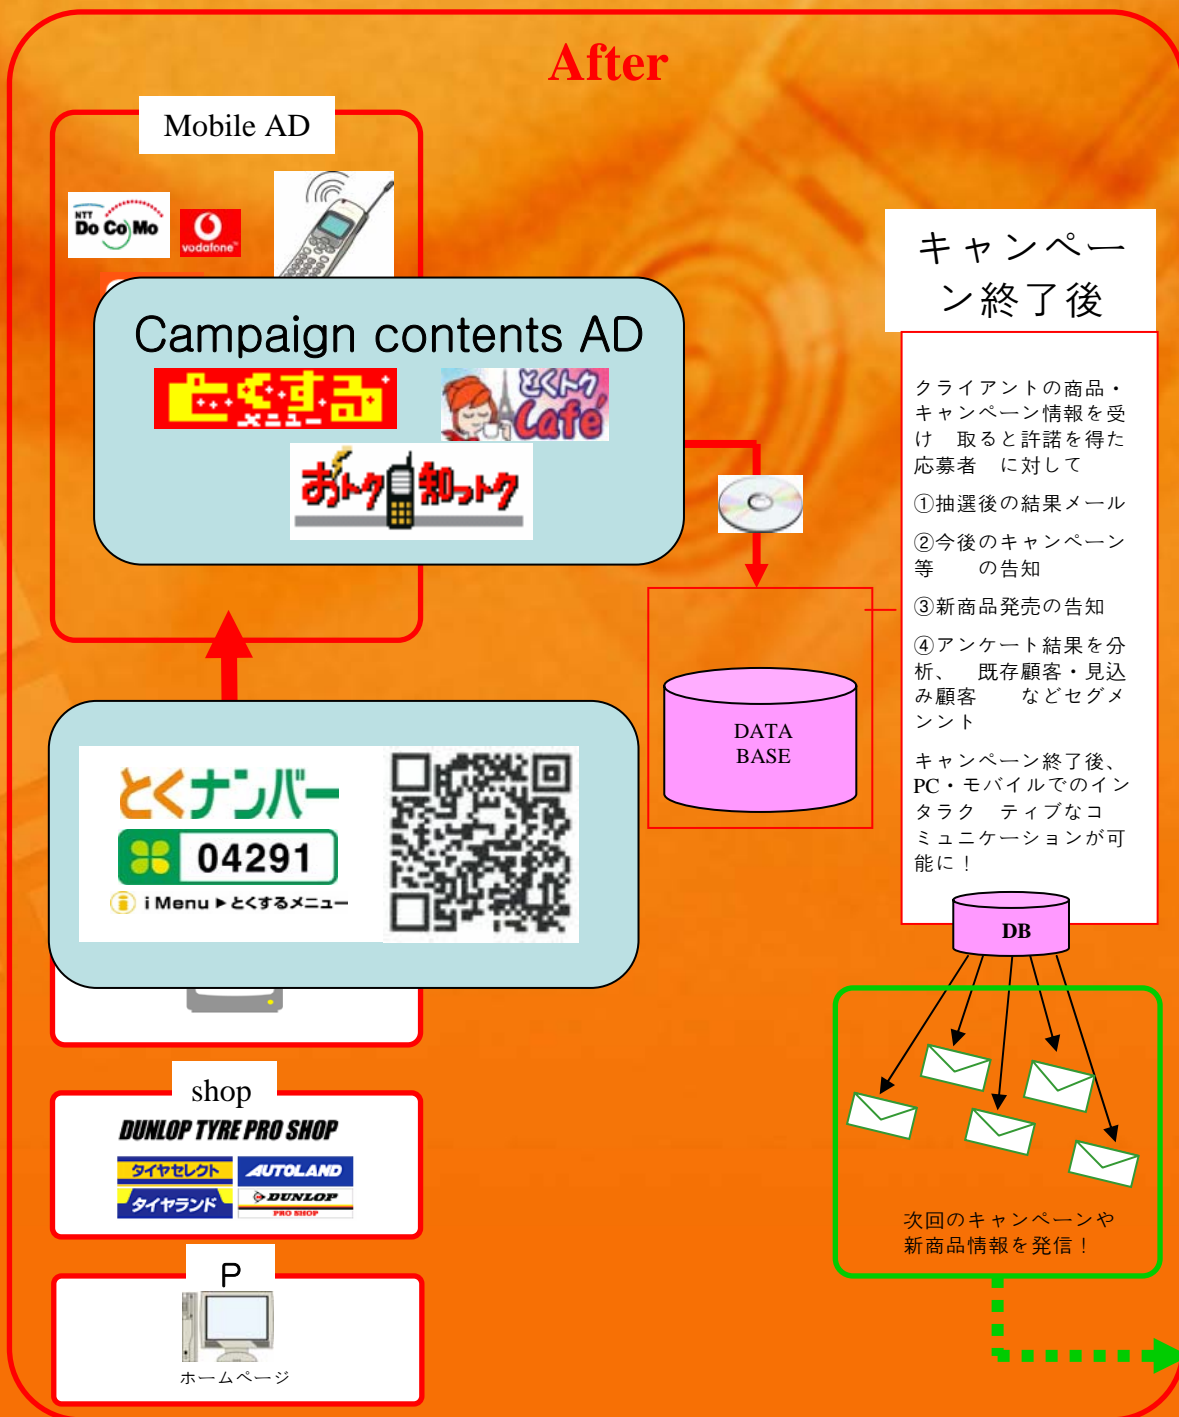 After
Mobile AD
NTT
DoCoMo
vodafone
Campaign contents AD
とくする
メニュー
とくトク
Café
おトク知っトク
DATA
BASE
とくナンバー
04291
i Menu ▶ とくするメニュー
shop
DUNLOP TYRE PRO SHOP
タイヤセレクト
AUTOLAND
タイヤランド
DUNLOP
PRO SHOP
P
ホームページ
キャンペー
ン終了後
クライアントの商品・
キャンペーン情報を受
け　取ると許諾を得た
応募者　に対して
①抽選後の結果メール
②今後のキャンペーン
等　　の告知
③新商品発売の告知
④アンケート結果を分
析、　既存顧客・見込
み顧客　　などセグメ
ンント
キャンペーン終了後、
PC・モバイルでのイン
タラク　ティブなコ
ミュニケーションが可
能に！
DB
次回のキャンペーンや
新商品情報を発信！